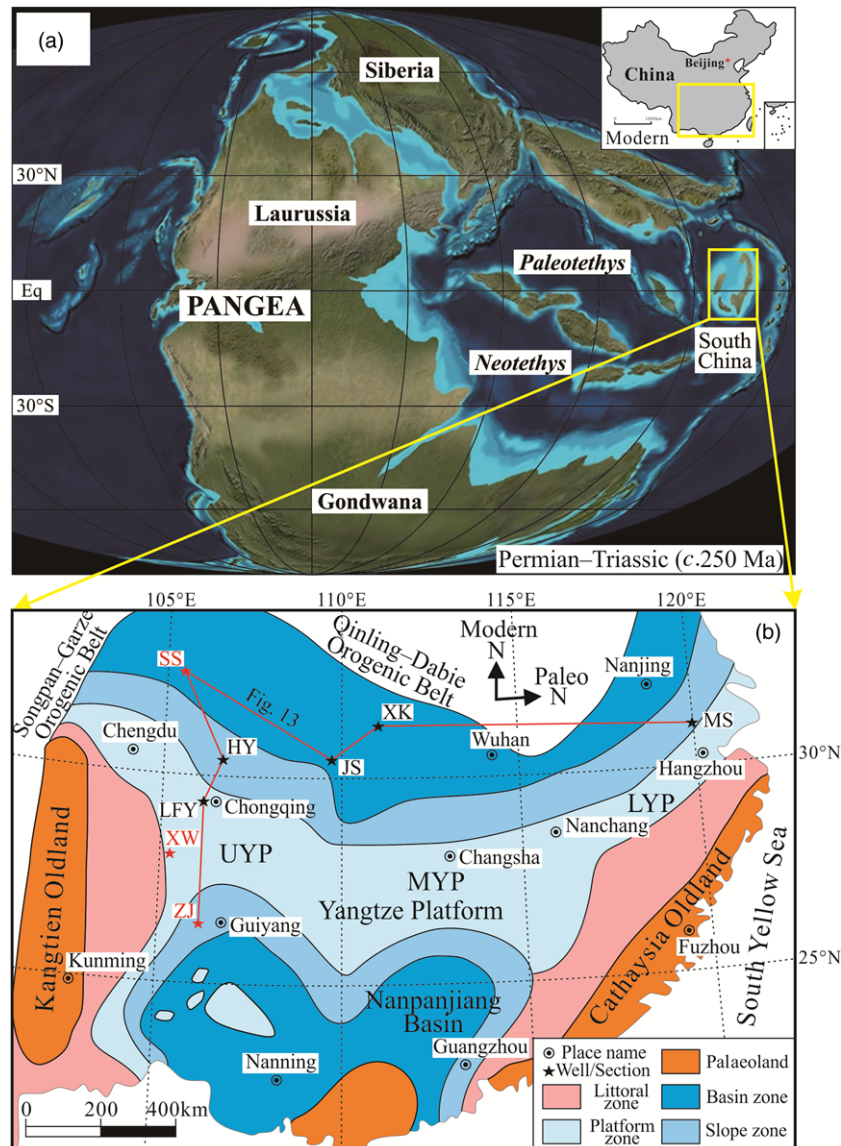 (a)
Siberia
Beijing
China
Modern
30°N
Laurussia
Paleotethys
Eq
PANGEA
South
China
Neotethys
30°S
Gondwana
Permian–Triassic (c.250 Ma)
105°E
110°E
115°E
120°E
(b)
Songpan–Garze
Orogenic Belt
Qinling–Dabie
Orogenic Belt
Modern
N
Paleo
N
SS
Fig. 13
Nanjing
XK
MS
Chengdu
HY
JS
Wuhan
30°N
Hangzhou
LFY
Chongqing
LYP
Nanchang
XW
UYP
Changsha
MYP
Yangtze Platform
ZJ
Guiyang
Kangtien Oldland
Kunming
Cathaysia Oldland
Fuzhou
South Yellow Sea
25°N
Nanpanjiang
Basin
Nanning
Guangzhou
0 200 400km
Place name
Well/Section
Palaeoland
Littoral
zone
Basin zone
Platform
zone
Slope zone